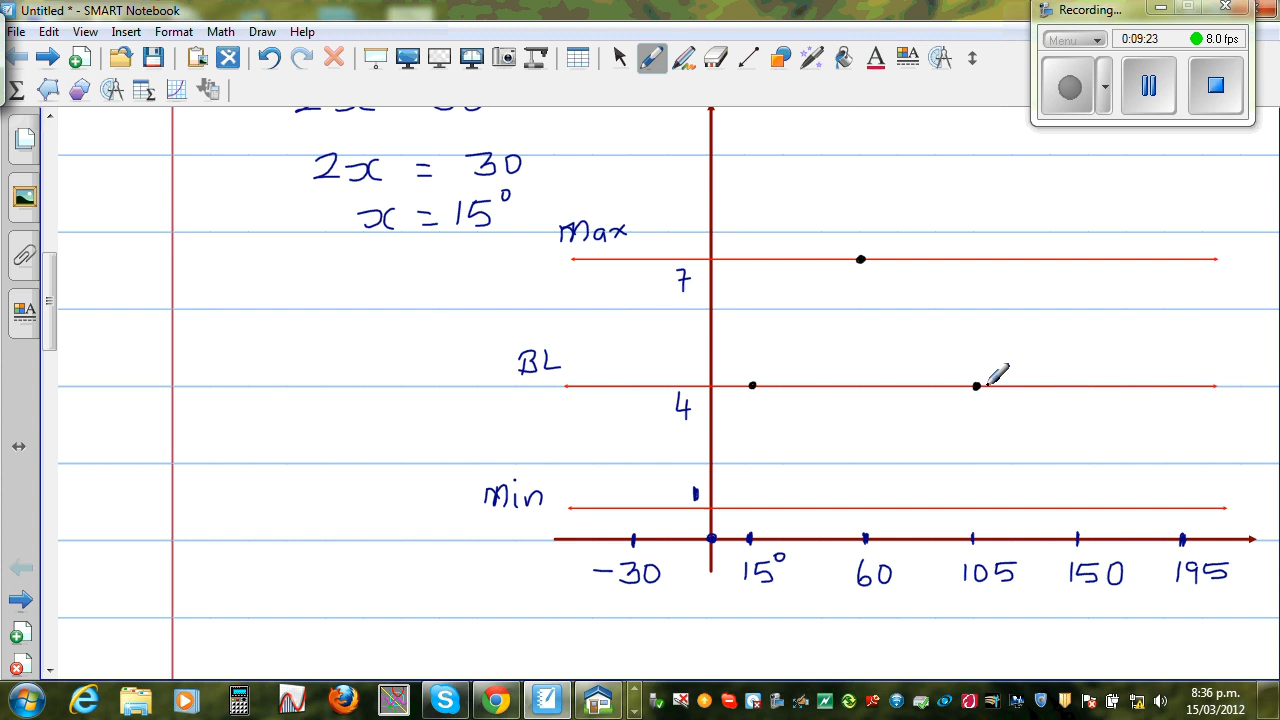 Untitled * - SMART Notebook
File Edit View Insert Format Math Draw Help
Recording...
Menu 0:09:23 8.0 fps
2x = 30
x = 15°
Max
7
BL
4
Min
1
-30 15° 60 105 150 195
8:36 p.m.
15/03/2012